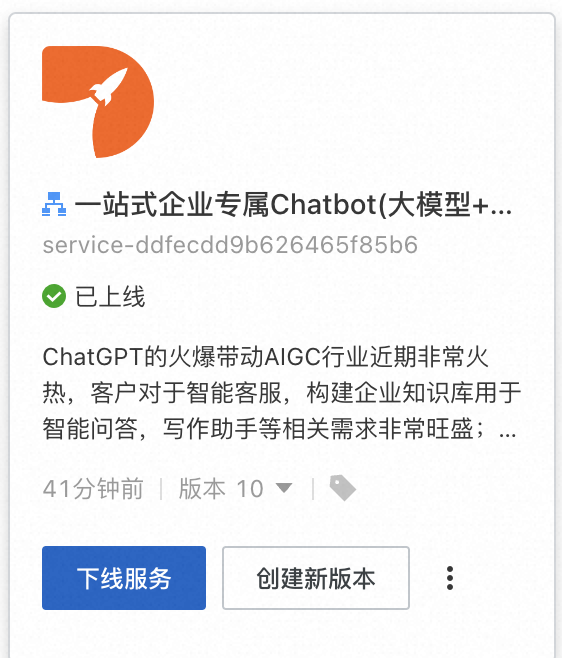 一站式企业专属Chatbot(大模型+...
service-ddfecdd9b626465f85b6
已上线
ChatGPT的火爆带动AIGC行业近期非常火
热，客户对于智能客服，构建企业知识库用于
智能问答，写作助手等相关需求非常旺盛；...
41分钟前 | 版本 10
下线服务 创建新版本